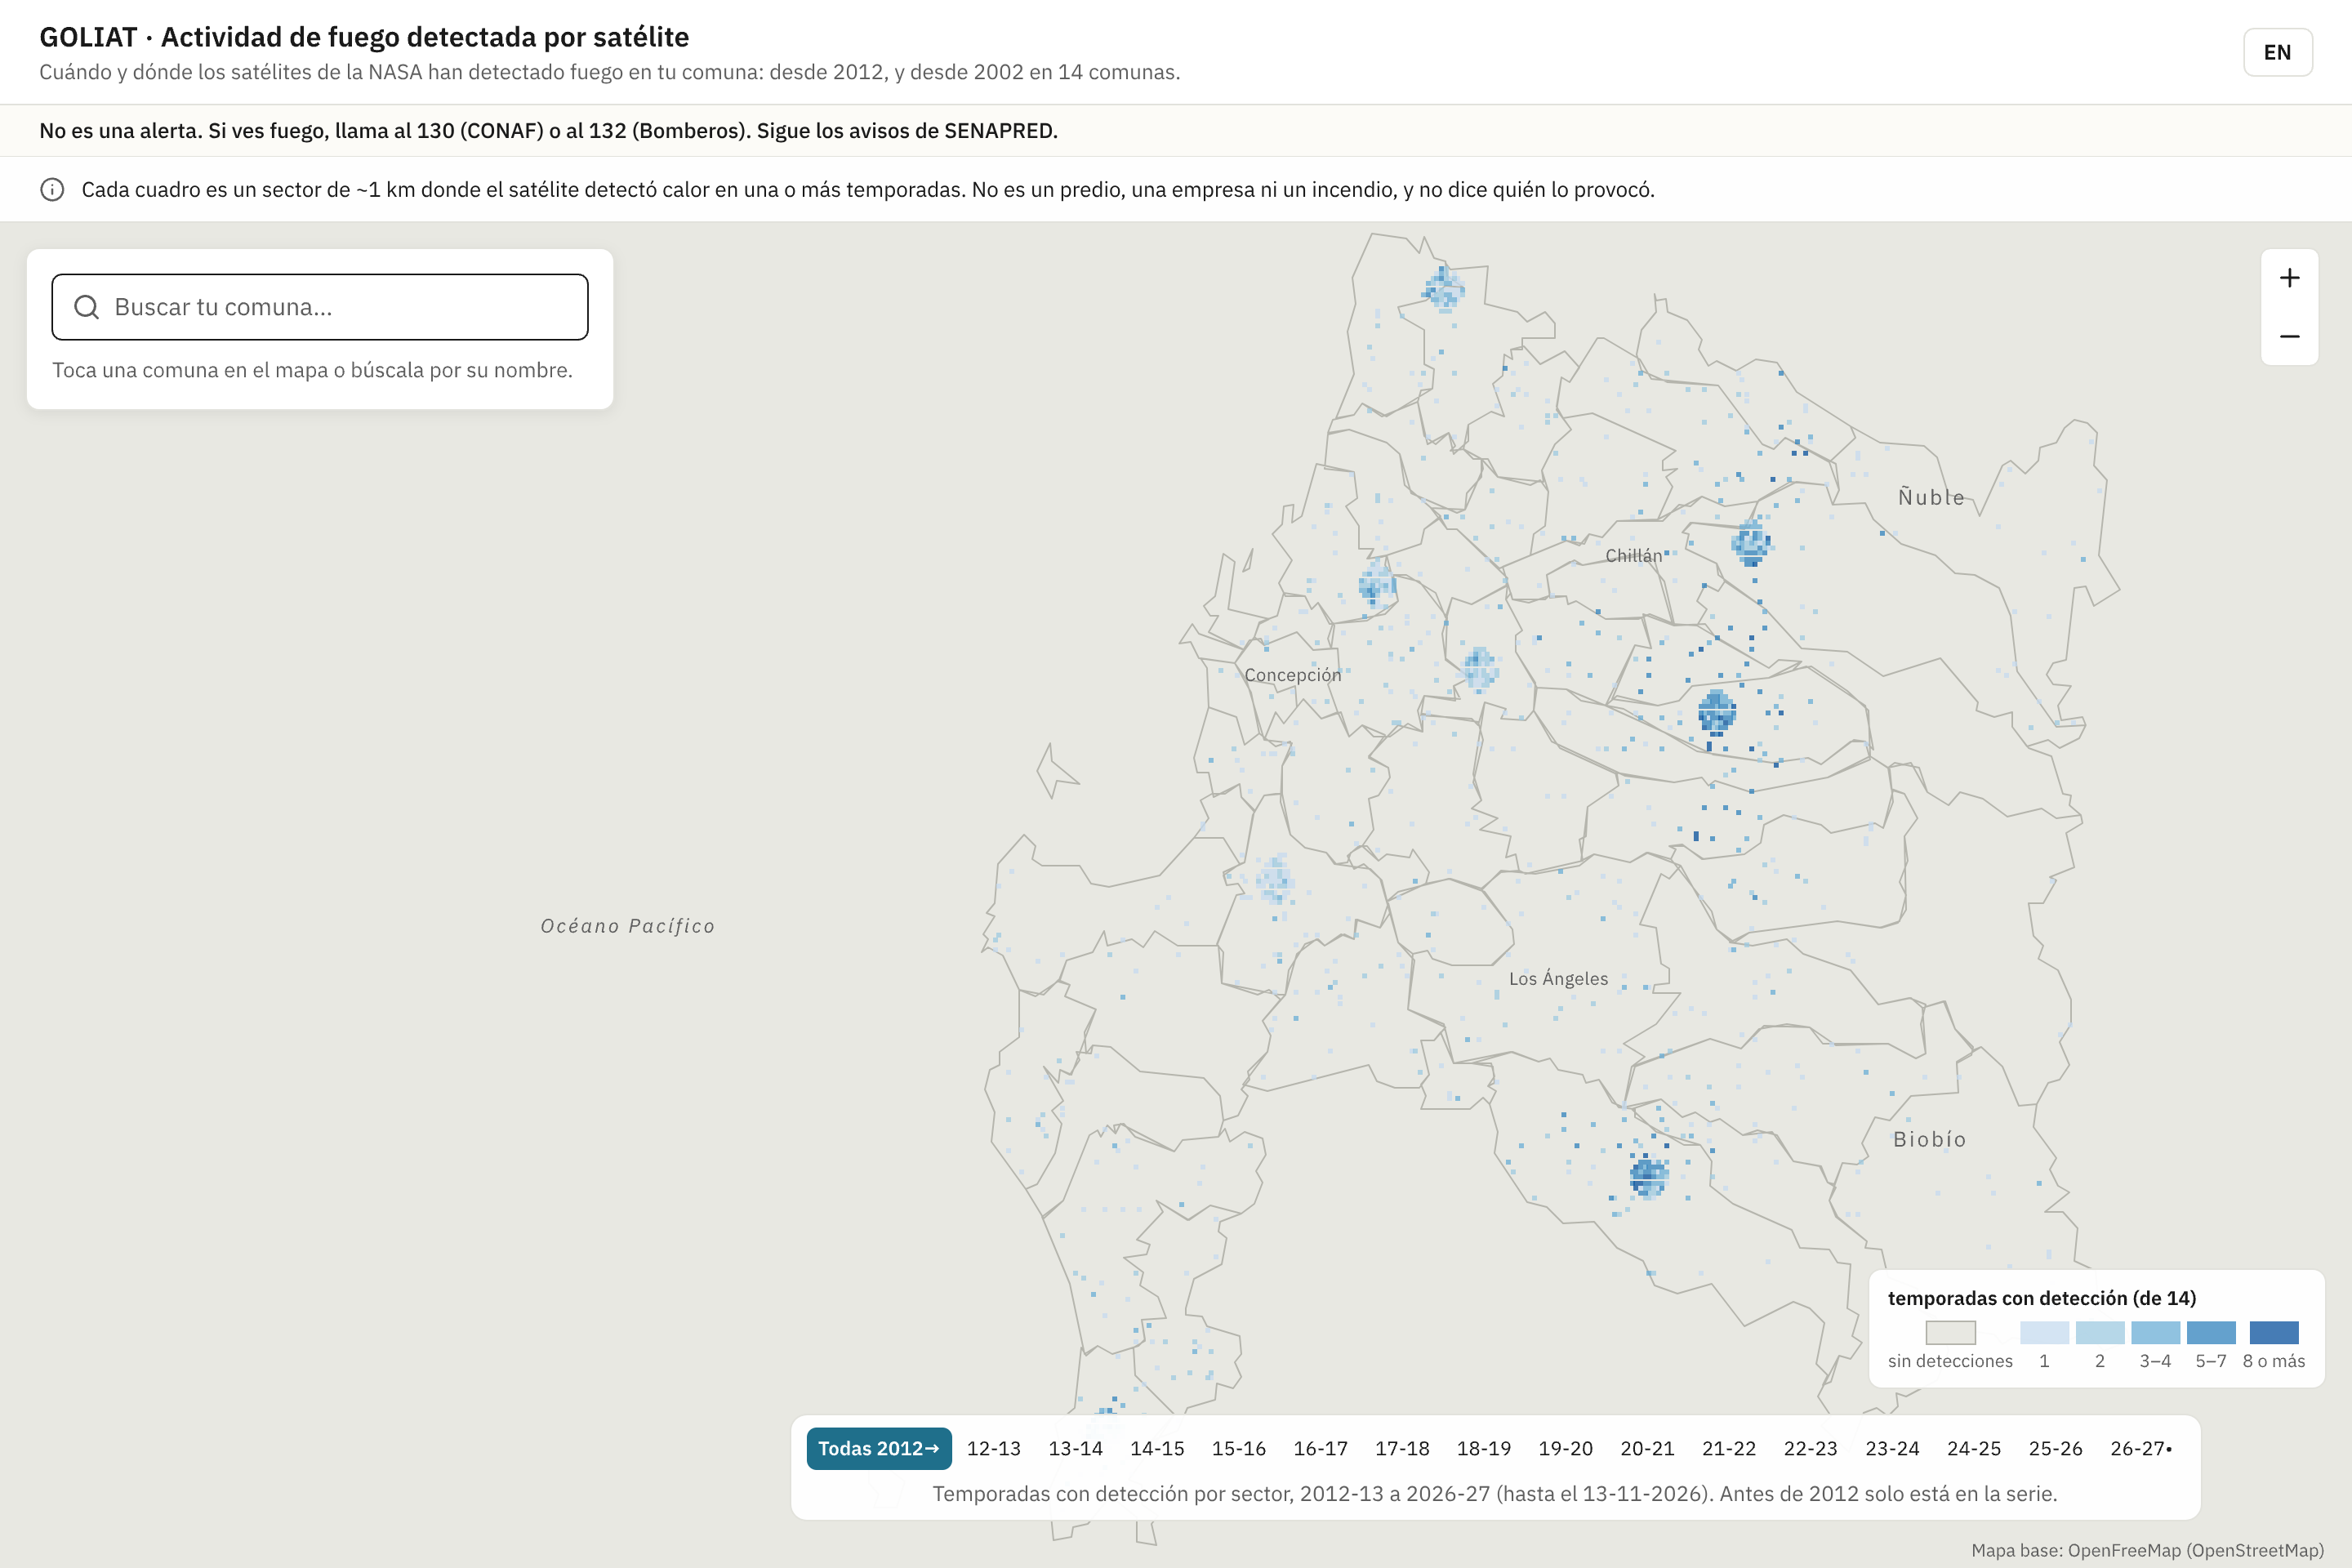 GOLIAT · Actividad de fuego detectada por satélite
Cuándo y dónde los satélites de la NASA han detectado fuego en tu comuna: desde 2012, y desde 2002 en 14 comunas.
EN
No es una alerta. Si ves fuego, llama al 130 (CONAF) o al 132 (Bomberos). Sigue los avisos de SENAPRED.
Cada cuadro es un sector de ~1 km donde el satélite detectó calor en una o más temporadas. No es un predio, una empresa ni un incendio, y no dice quién lo provocó.
Buscar tu comuna...
Toca una comuna en el mapa o búscala por su nombre.
+
−
Ñuble
Chillán
Concepción
Océano Pacífico
Los Ángeles
Biobío
temporadas con detección (de 14)
sin detecciones 1 2 3–4 5–7 8 o más
Todas 2012→ 12-13 13-14 14-15 15-16 16-17 17-18 18-19 19-20 20-21 21-22 22-23 23-24 24-25 25-26 26-27•
Temporadas con detección por sector, 2012-13 a 2026-27 (hasta el 13-11-2026). Antes de 2012 solo está en la serie.
Mapa base: OpenFreeMap (OpenStreetMap)